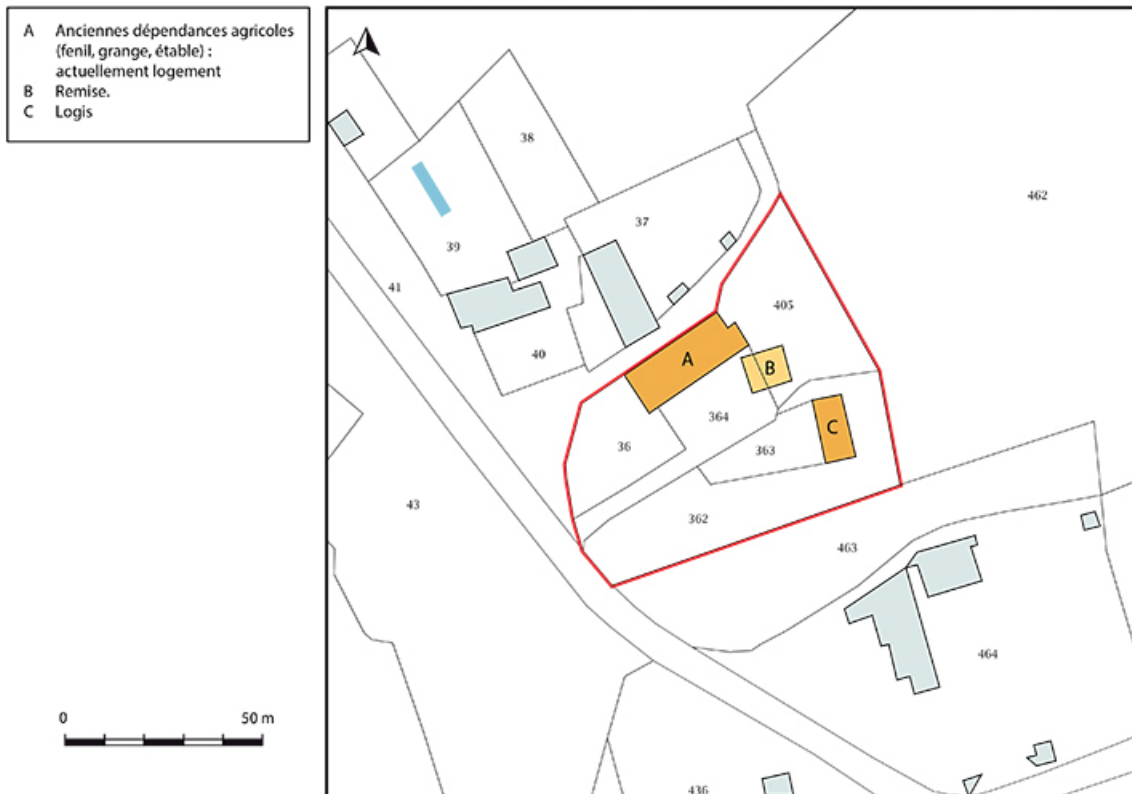 A Anciennes dépendances agricoles
(fenil, grange, étable) :
actuellement logement
B Remise.
C Logis
38
462
37
39
41
405
40
A
B
364
C
36
363
43
362
463
464
436
0 50 m